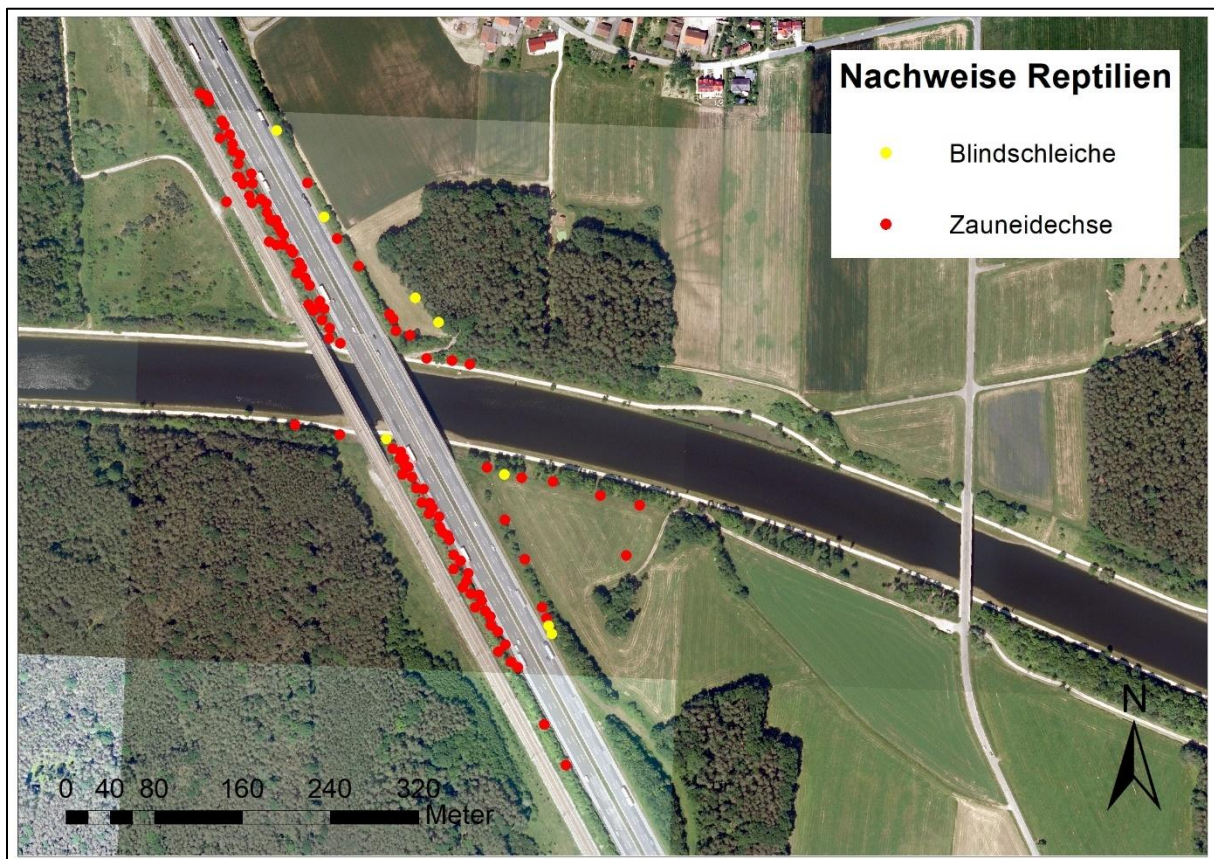 Nachweise Reptilien
Blindschleiche
Zauneidechse
N
0 40 80 160 240 320
Meter